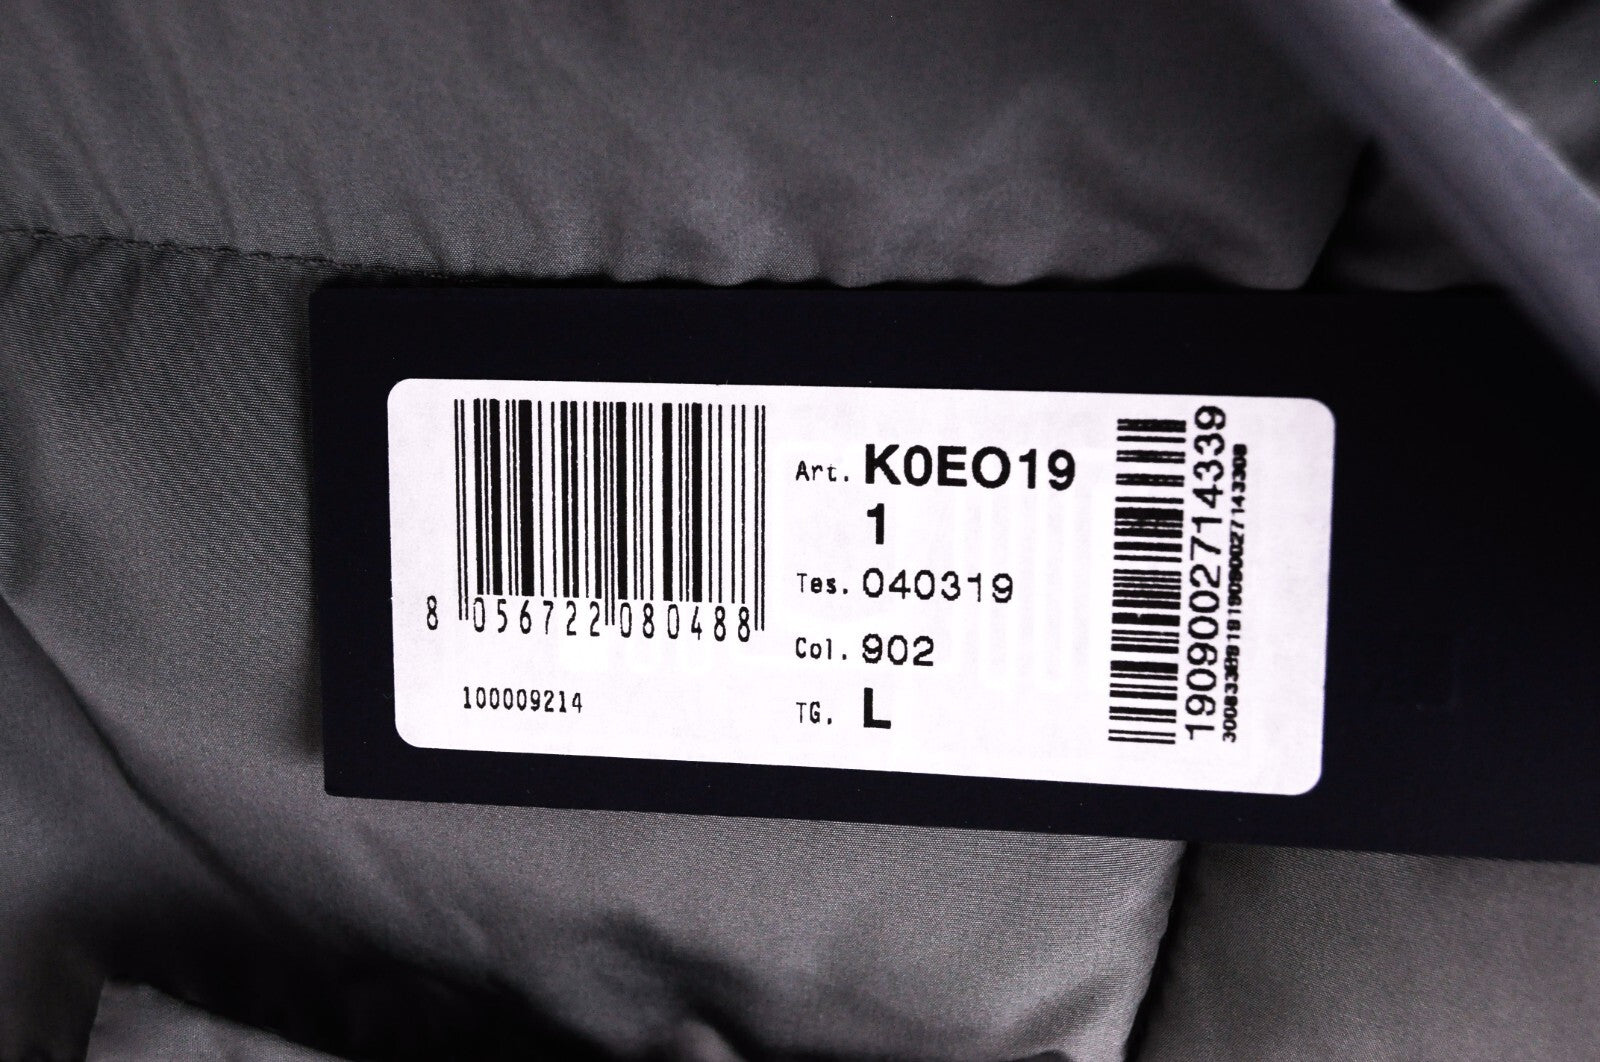 8 056722 080488
100009214
Art. K0EO19
1
Tes. 040319
Col. 902
TG. L
1909002714339